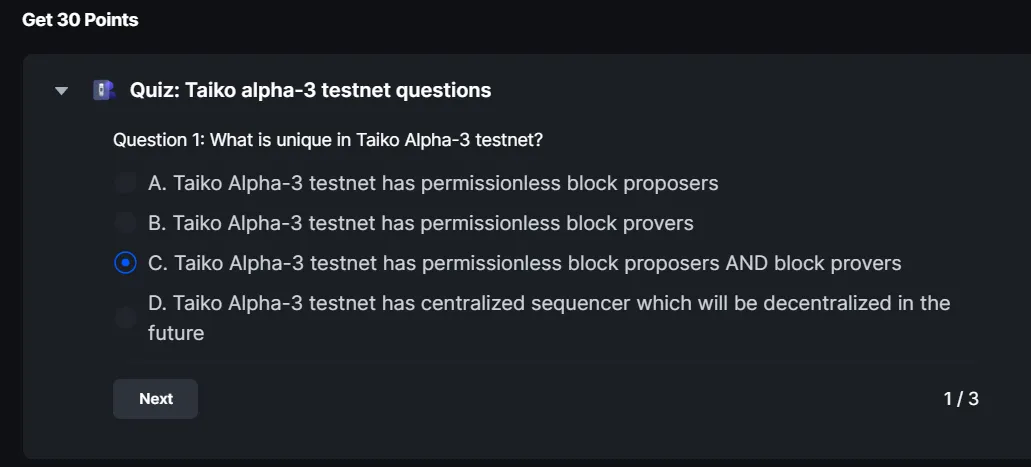 Get 30 Points
Quiz: Taiko alpha-3 testnet questions
Question 1: What is unique in Taiko Alpha-3 testnet?
A. Taiko Alpha-3 testnet has permissionless block proposers
B. Taiko Alpha-3 testnet has permissionless block provers
C. Taiko Alpha-3 testnet has permissionless block proposers AND block provers
D. Taiko Alpha-3 testnet has centralized sequencer which will be decentralized in the
future
Next
1 / 3